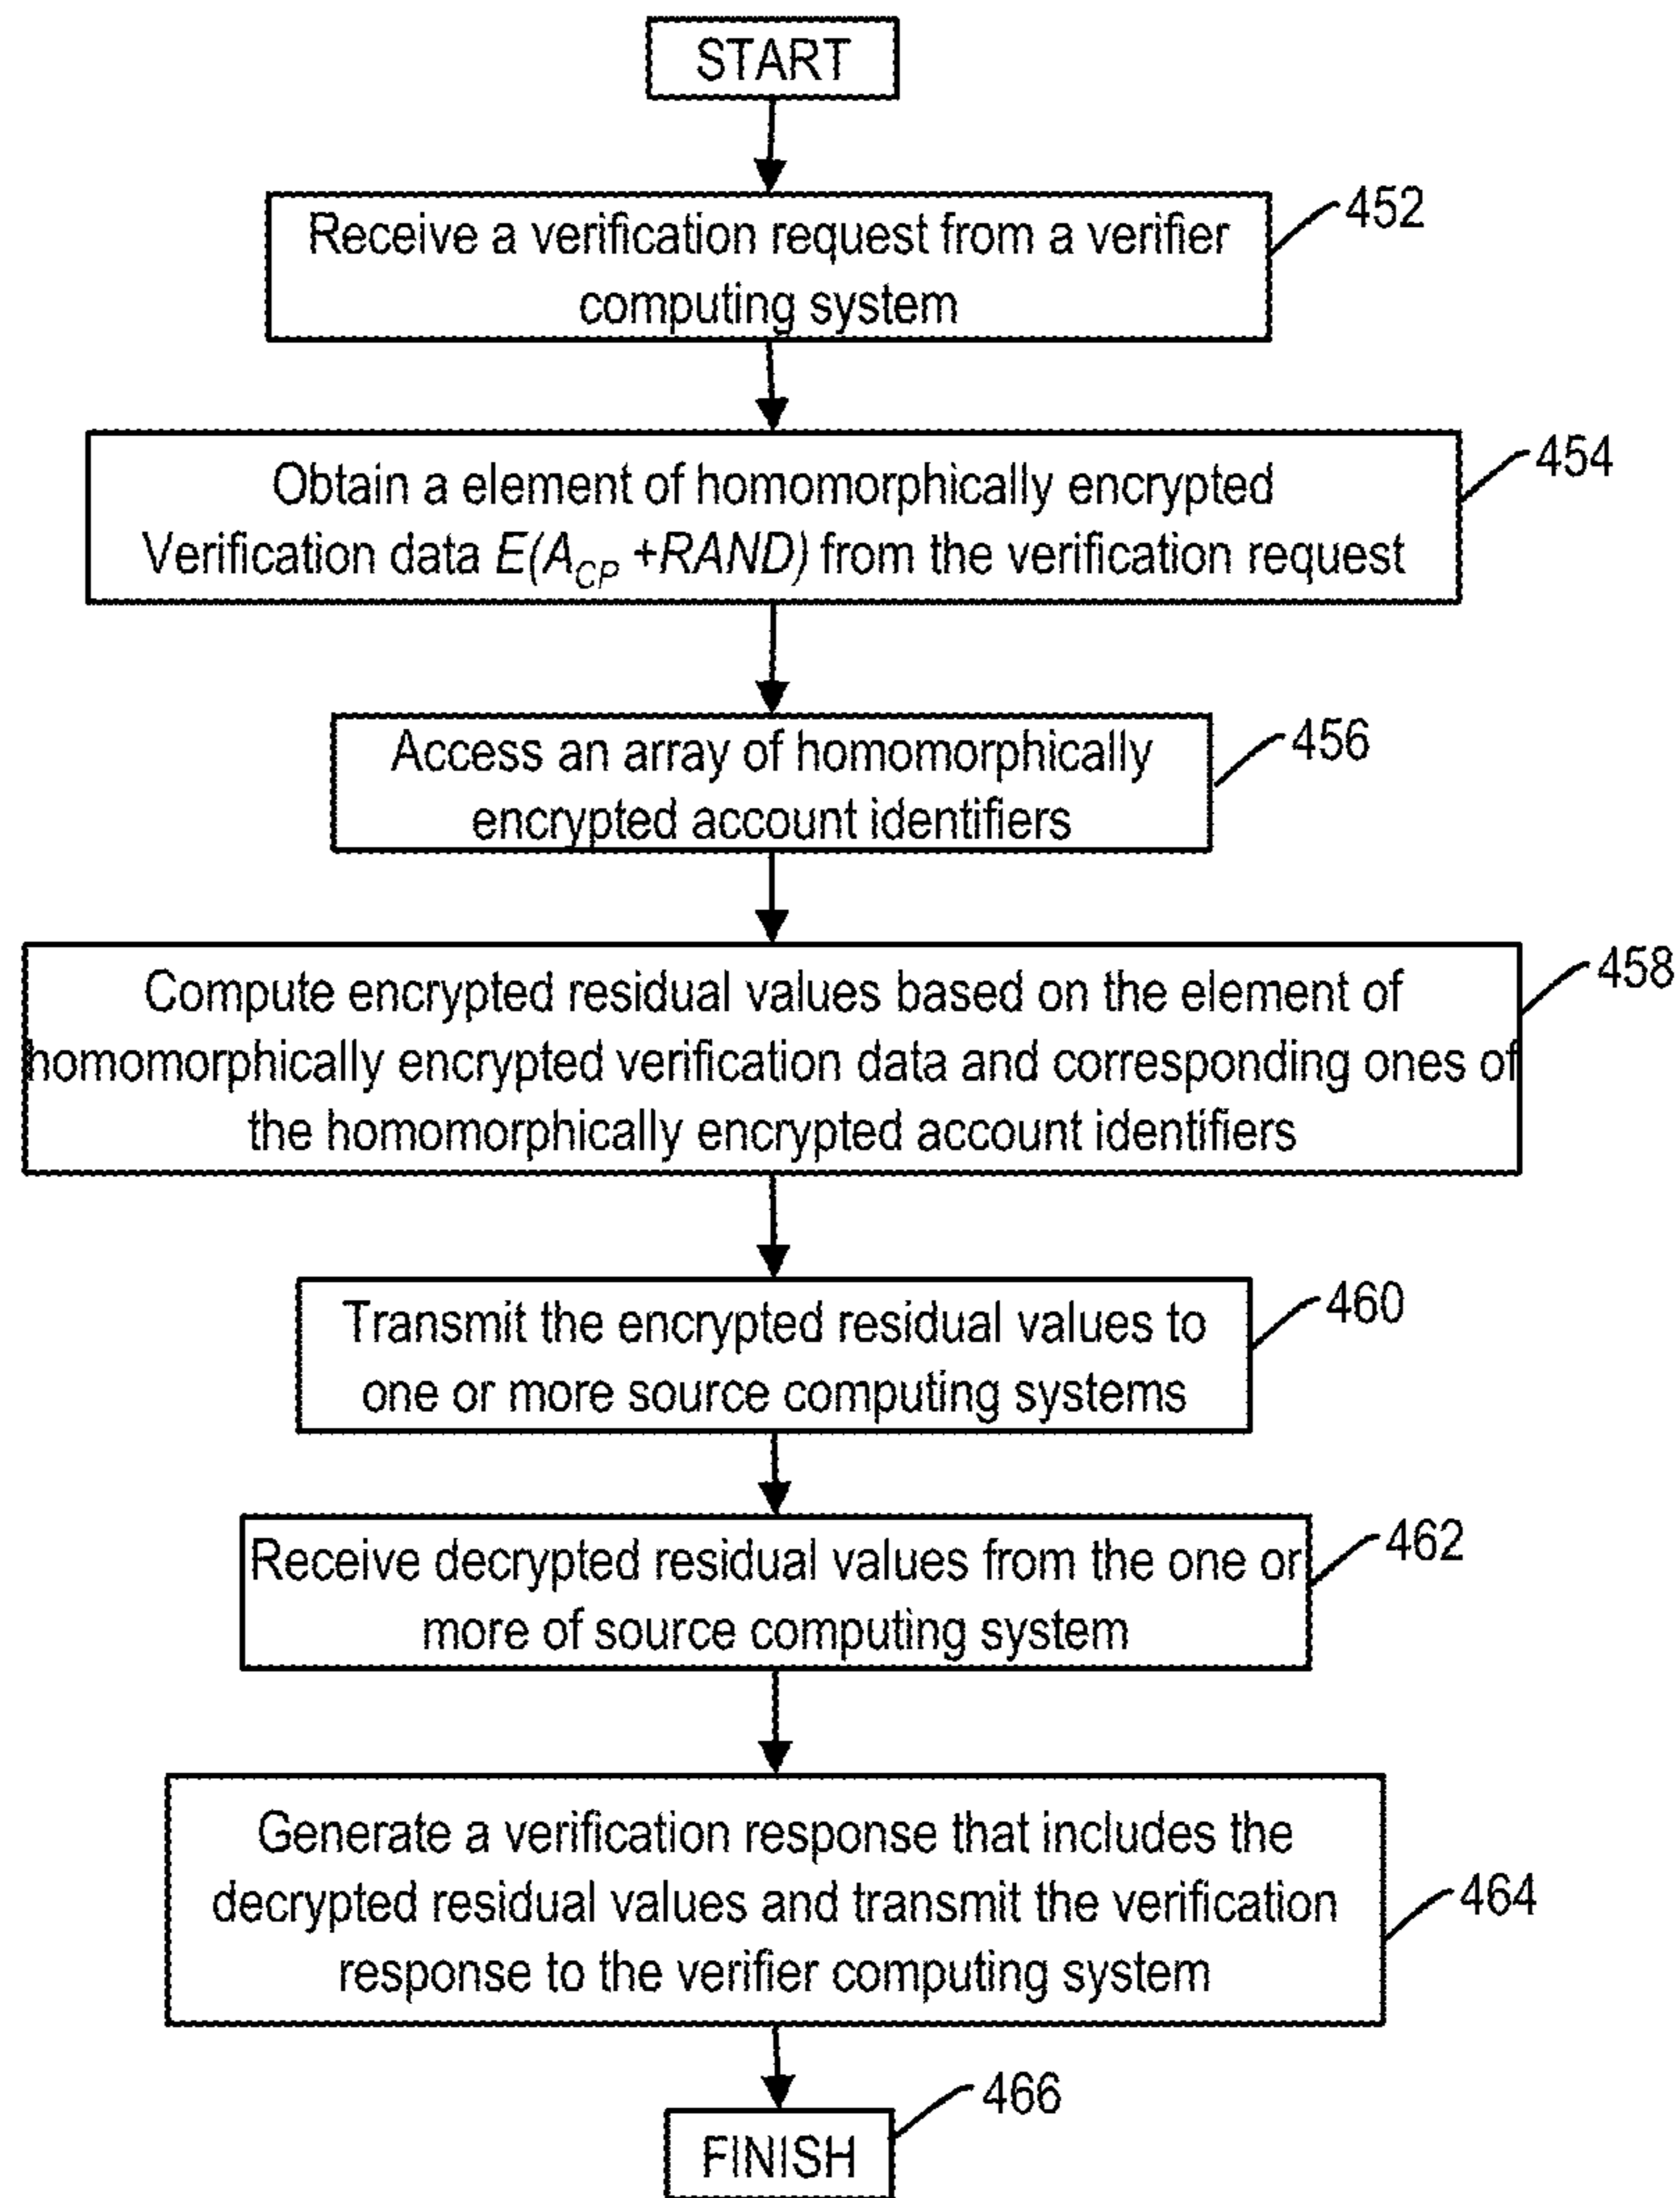 START
Receive a verification request from a verifier
computing system
452
Obtain a element of homomorphically encrypted
Verification data E(A_CP +RAND) from the verification request
454
Access an array of homomorphically
encrypted account identifiers
456
Compute encrypted residual values based on the element of
homomorphically encrypted verification data and corresponding ones of
the homomorphically encrypted account identifiers
458
Transmit the encrypted residual values to
one or more source computing systems
460
Receive decrypted residual values from the one or
more of source computing system
462
Generate a verification response that includes the
decrypted residual values and transmit the verification
response to the verifier computing system
464
FINISH
466